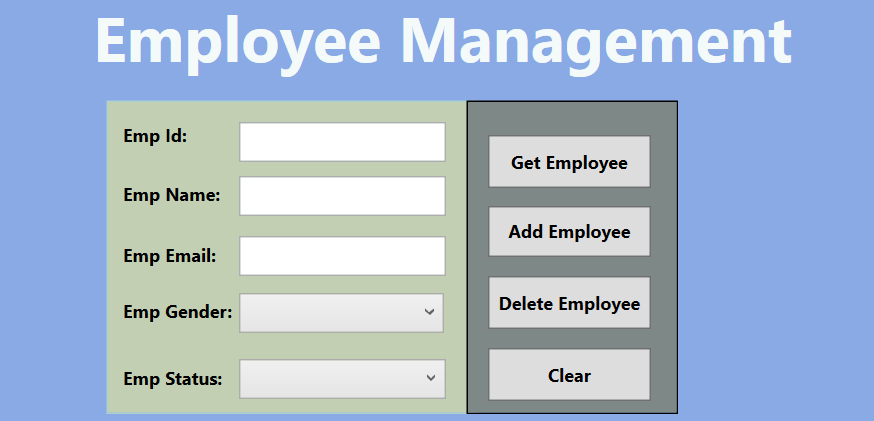 Employee Management
Emp Id:
Emp Name:
Emp Email:
Emp Gender:
Emp Status:
Get Employee
Add Employee
Delete Employee
Clear